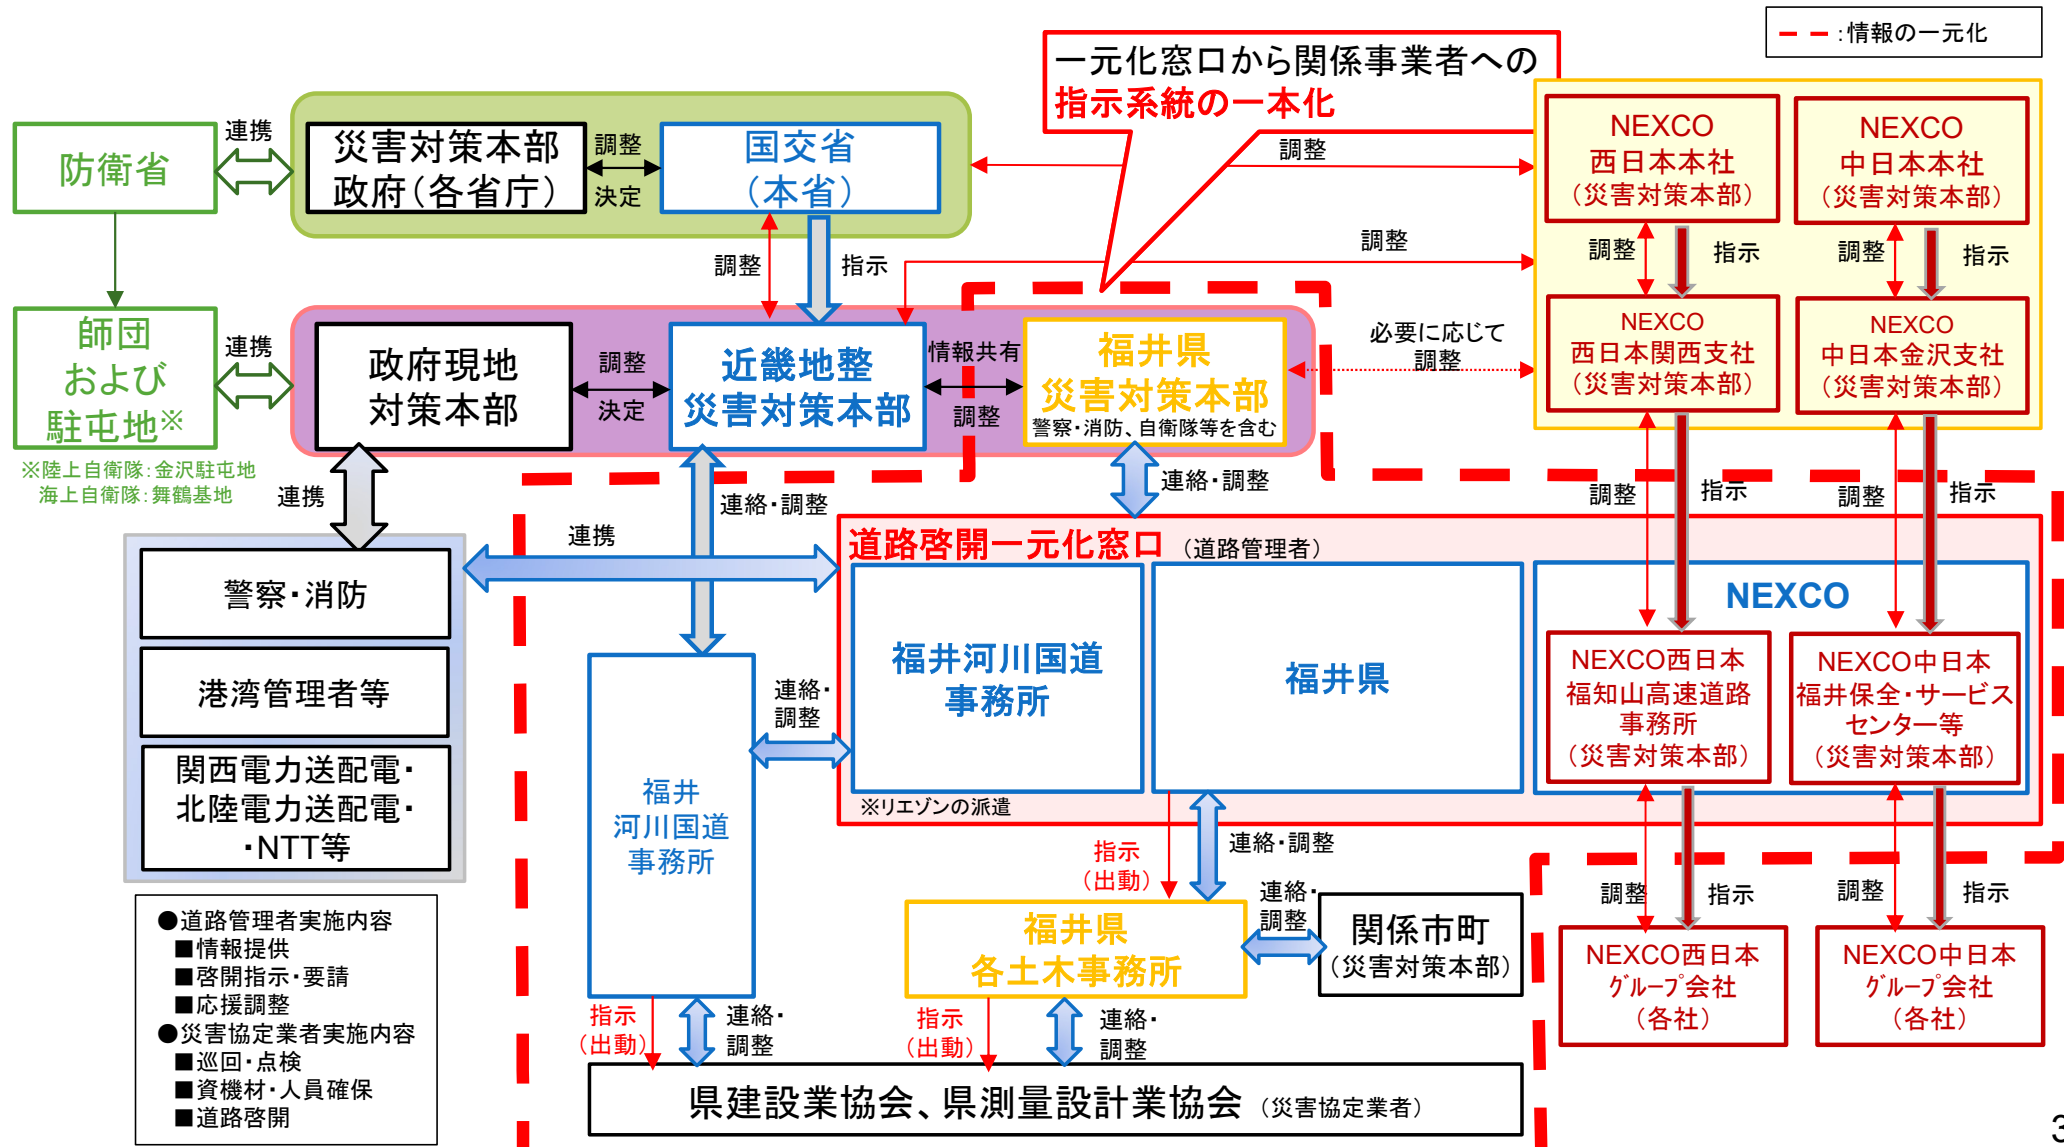 :情報の一元化
一元化窓口から関係事業者への
指示系統の一本化
防衛省
連携
災害対策本部
政府(各省庁)
調整
決定
国交省
(本省)
調整
NEXCO
西日本本社
(災害対策本部)
NEXCO
中日本本社
(災害対策本部)
調整
指示
調整
調整
指示
調整
指示
師団
および
駐屯地※
※陸上自衛隊:金沢駐屯地
海上自衛隊:舞鶴基地
連携
政府現地
対策本部
調整
決定
近畿地整
災害対策本部
情報共有
調整
福井県
災害対策本部
警察・消防、自衛隊等を含む
必要に応じて
調整
NEXCO
西日本関西支社
(災害対策本部)
NEXCO
中日本金沢支社
(災害対策本部)
連携
連絡・調整
連絡・調整
調整
指示
調整
指示
連携
道路啓開一元化窓口 (道路管理者)
警察・消防
港湾管理者等
関西電力送配電・
北陸電力送配電・
・NTT等
福井河川国道
事務所
福井県
NEXCO
NEXCO西日本
福知山高速道路
事務所
(災害対策本部)
NEXCO中日本
福井保全・サービス
センター等
(災害対策本部)
連絡・
調整
福井
河川国道
事務所
※リエゾンの派遣
指示
(出動)
連絡・調整
調整
指示
調整
指示
福井県
各土木事務所
連絡・
調整
関係市町
(災害対策本部)
NEXCO西日本
グループ会社
(各社)
NEXCO中日本
グループ会社
(各社)
●道路管理者実施内容
■情報提供
■啓開指示・要請
■応援調整
●災害協定業者実施内容
■巡回・点検
■資機材・人員確保
■道路啓開
指示
(出動)
連絡・
調整
指示
(出動)
連絡・
調整
県建設業協会、県測量設計業協会 (災害協定業者)
3